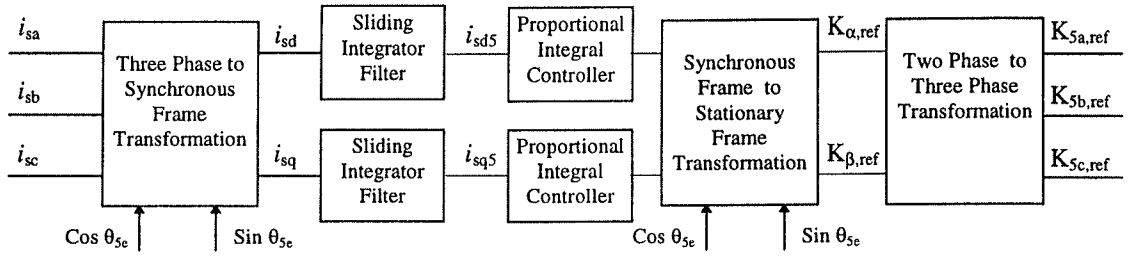 i_sa
i_sb
i_sc
Three Phase to
Synchronous
Frame
Transformation
Cos θ_5e
Sin θ_5e
i_sd
i_sq
Sliding
Integrator
Filter
Sliding
Integrator
Filter
i_sd5
i_sq5
Proportional
Integral
Controller
Proportional
Integral
Controller
Synchronous
Frame to
Stationary
Frame
Transformation
Cos θ_5e
Sin θ_5e
K_α,ref
K_β,ref
Two Phase to
Three Phase
Transformation
K_5a,ref
K_5b,ref
K_5c,ref